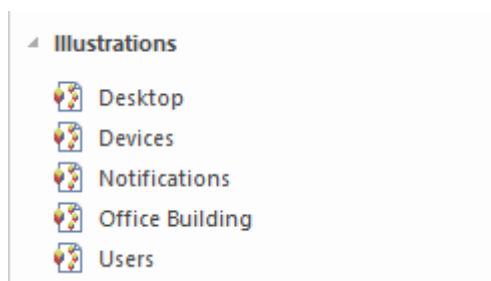 Illustrations
Desktop
Devices
Notifications
Office Building
Users